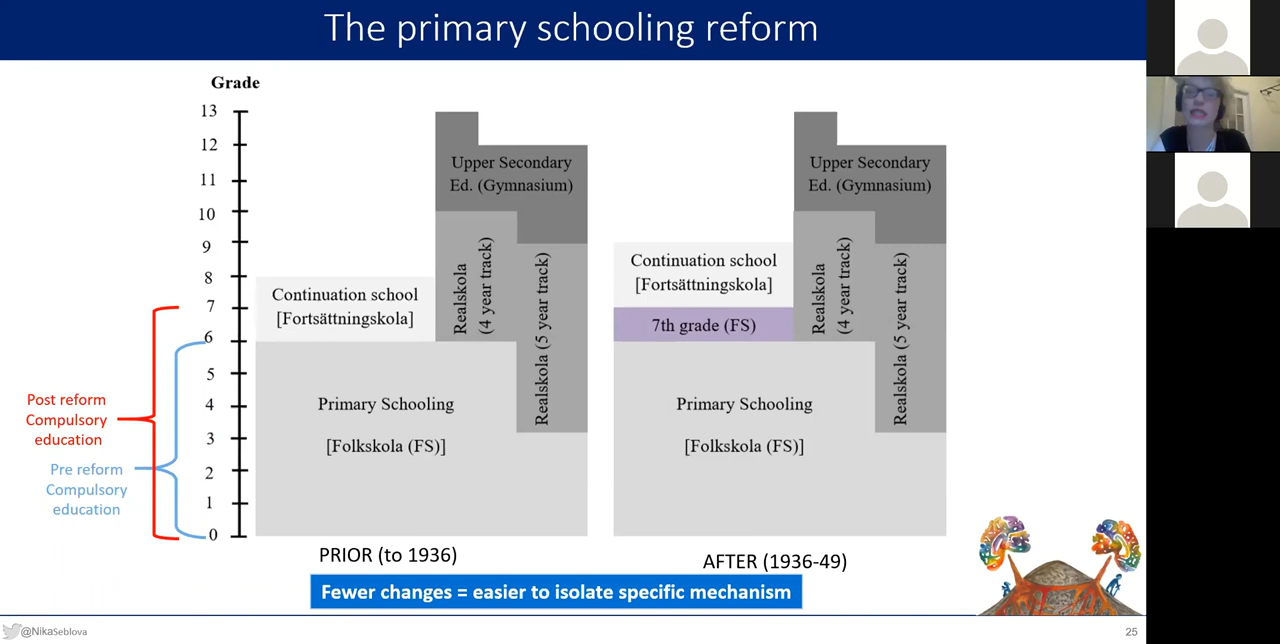 The primary schooling reform
Grade
13
12
11
10
9
8
7
6
5
4
3
2
1
0
Post reform
Compulsory
education
Pre reform
Compulsory
education
Continuation school
[Fortsättningskola]
Primary Schooling
[Folkskola (FS)]
Realskola
(4 year track)
Realskola (5 year track)
Upper Secondary
Ed. (Gymnasium)
PRIOR (to 1936)
Continuation school
[Fortsättningskola]
7th grade (FS)
Primary Schooling
[Folkskola (FS)]
Realskola
(4 year track)
Realskola (5 year track)
Upper Secondary
Ed. (Gymnasium)
AFTER (1936-49)
Fewer changes = easier to isolate specific mechanism
@NikaSeblova
25